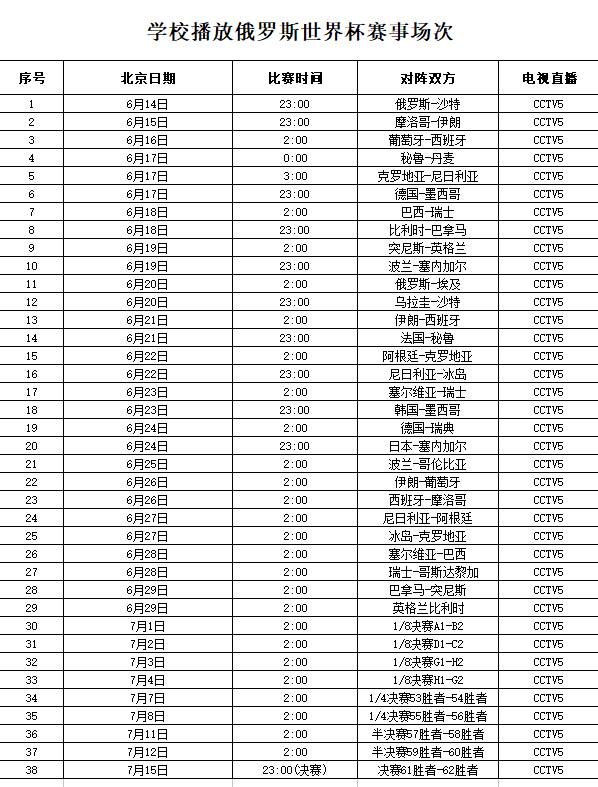 学校播放俄罗斯世界杯赛事场次
序号 北京日期 比赛时间 对阵双方 电视直播
1 6月14日 23:00 俄罗斯-沙特 CCTV5
2 6月15日 23:00 摩洛哥-伊朗 CCTV5
3 6月16日 2:00 葡萄牙-西班牙 CCTV5
4 6月17日 0:00 秘鲁-丹麦 CCTV5
5 6月17日 3:00 克罗地亚-尼日利亚 CCTV5
6 6月17日 23:00 德国-墨西哥 CCTV5
7 6月18日 2:00 巴西-瑞士 CCTV5
8 6月18日 23:00 比利时-巴拿马 CCTV5
9 6月19日 2:00 突尼斯-英格兰 CCTV5
10 6月19日 23:00 波兰-塞内加尔 CCTV5
11 6月20日 2:00 俄罗斯-埃及 CCTV5
12 6月20日 23:00 乌拉圭-沙特 CCTV5
13 6月21日 2:00 伊朗-西班牙 CCTV5
14 6月21日 23:00 法国-秘鲁 CCTV5
15 6月22日 2:00 阿根廷-克罗地亚 CCTV5
16 6月22日 23:00 尼日利亚-冰岛 CCTV5
17 6月23日 2:00 塞尔维亚-瑞士 CCTV5
18 6月23日 23:00 韩国-墨西哥 CCTV5
19 6月24日 2:00 德国-瑞典 CCTV5
20 6月24日 23:00 日本-塞内加尔 CCTV5
21 6月25日 2:00 波兰-哥伦比亚 CCTV5
22 6月26日 2:00 伊朗-葡萄牙 CCTV5
23 6月26日 2:00 西班牙-摩洛哥 CCTV5
24 6月27日 2:00 尼日利亚-阿根廷 CCTV5
25 6月27日 2:00 冰岛-克罗地亚 CCTV5
26 6月28日 2:00 塞尔维亚-巴西 CCTV5
27 6月28日 2:00 瑞士-哥斯达黎加 CCTV5
28 6月29日 2:00 巴拿马-突尼斯 CCTV5
29 6月29日 2:00 英格兰比利时 CCTV5
30 7月1日 2:00 1/8决赛A1-B2 CCTV5
31 7月2日 2:00 1/8决赛D1-C2 CCTV5
32 7月3日 2:00 1/8决赛G1-H2 CCTV5
33 7月4日 2:00 1/8决赛H1-G2 CCTV5
34 7月7日 2:00 1/4决赛53胜者-54胜者 CCTV5
35 7月8日 2:00 1/4决赛55胜者-56胜者 CCTV5
36 7月11日 2:00 半决赛57胜者-58胜者 CCTV5
37 7月12日 2:00 半决赛59胜者-60胜者 CCTV5
38 7月15日 23:00(决赛) 决赛61胜者-62胜者 CCTV5